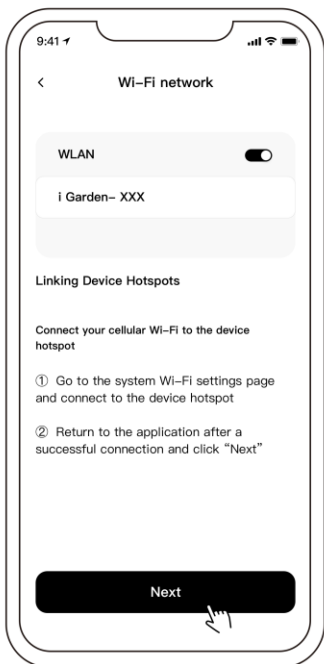 9:41
Wi-Fi network
WLAN
i Garden- XXX
Linking Device Hotspots
Connect your cellular Wi-Fi to the device
hotspot
① Go to the system Wi-Fi settings page
and connect to the device hotspot
② Return to the application after a
successful connection and click “Next”
Next